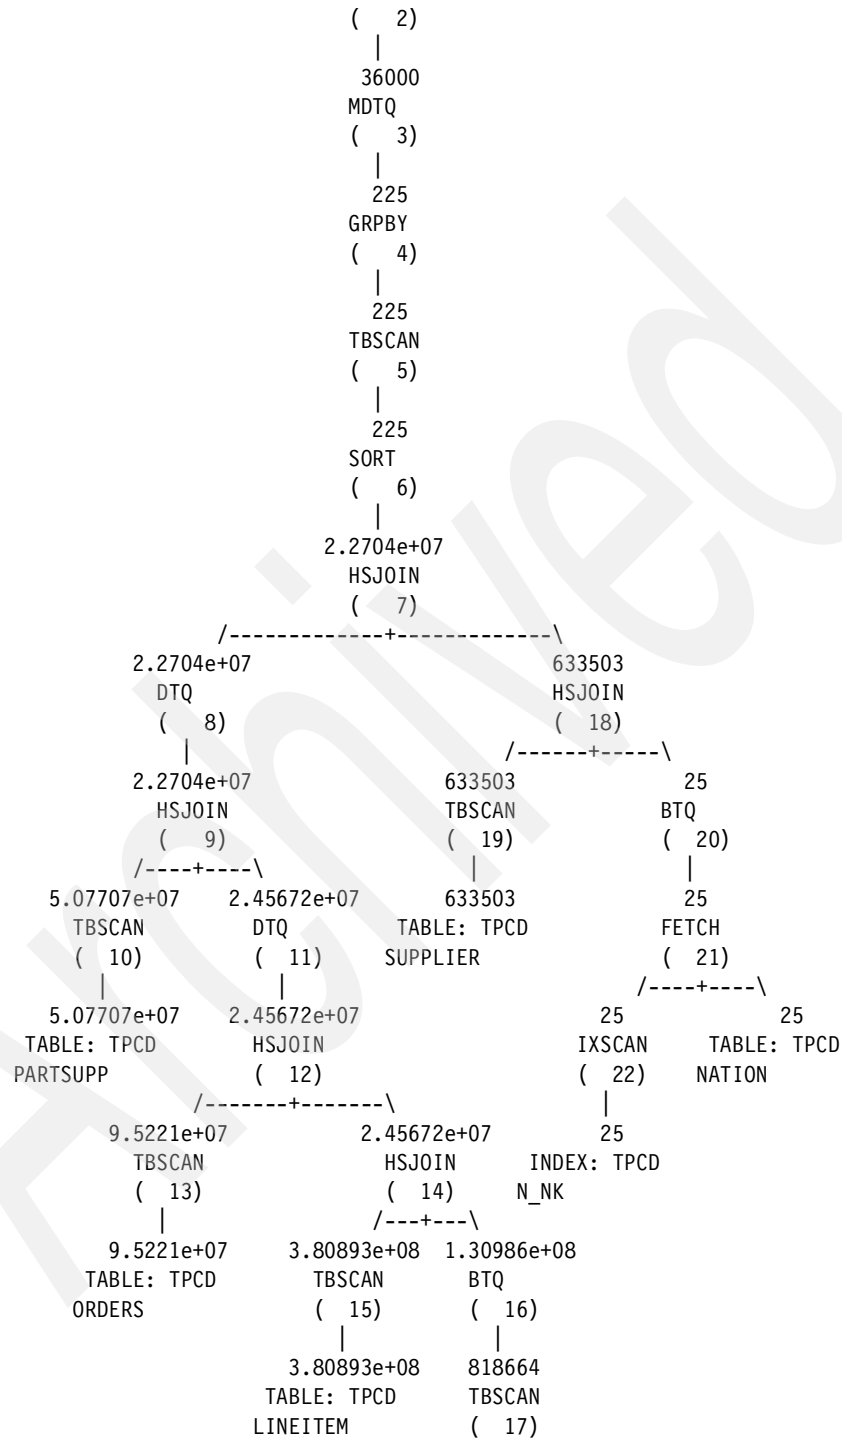 (   2)
|
36000
MDTQ
(   3)
|
225
GRPBY
(   4)
|
225
TBSCAN
(   5)
|
225
SORT
(   6)
|
2.2704e+07
HSJOIN
(   7)
/-------------+-------------\
2.2704e+07 633503
DTQ HSJOIN
(   8) (  18)
| /------+-----\
2.2704e+07 633503 25
HSJOIN TBSCAN BTQ
(   9) (  19) (  20)
/----+----\ | |
5.07707e+07 2.45672e+07 633503 25
TBSCAN DTQ TABLE: TPCD FETCH
(  10) (  11) SUPPLIER (  21)
| | /----+----\
5.07707e+07 2.45672e+07 25 25
TABLE: TPCD HSJOIN IXSCAN TABLE: TPCD
PARTSUPP (  12) (  22) NATION
/-------+-------\ |
9.5221e+07 2.45672e+07 25
TBSCAN HSJOIN INDEX: TPCD
(  13) (  14) N_NK
| /---+---\
9.5221e+07 3.80893e+08 1.30986e+08
TABLE: TPCD TBSCAN BTQ
ORDERS (  15) (  16)
| |
3.80893e+08 818664
TABLE: TPCD TBSCAN
LINEITEM (  17)
Archived